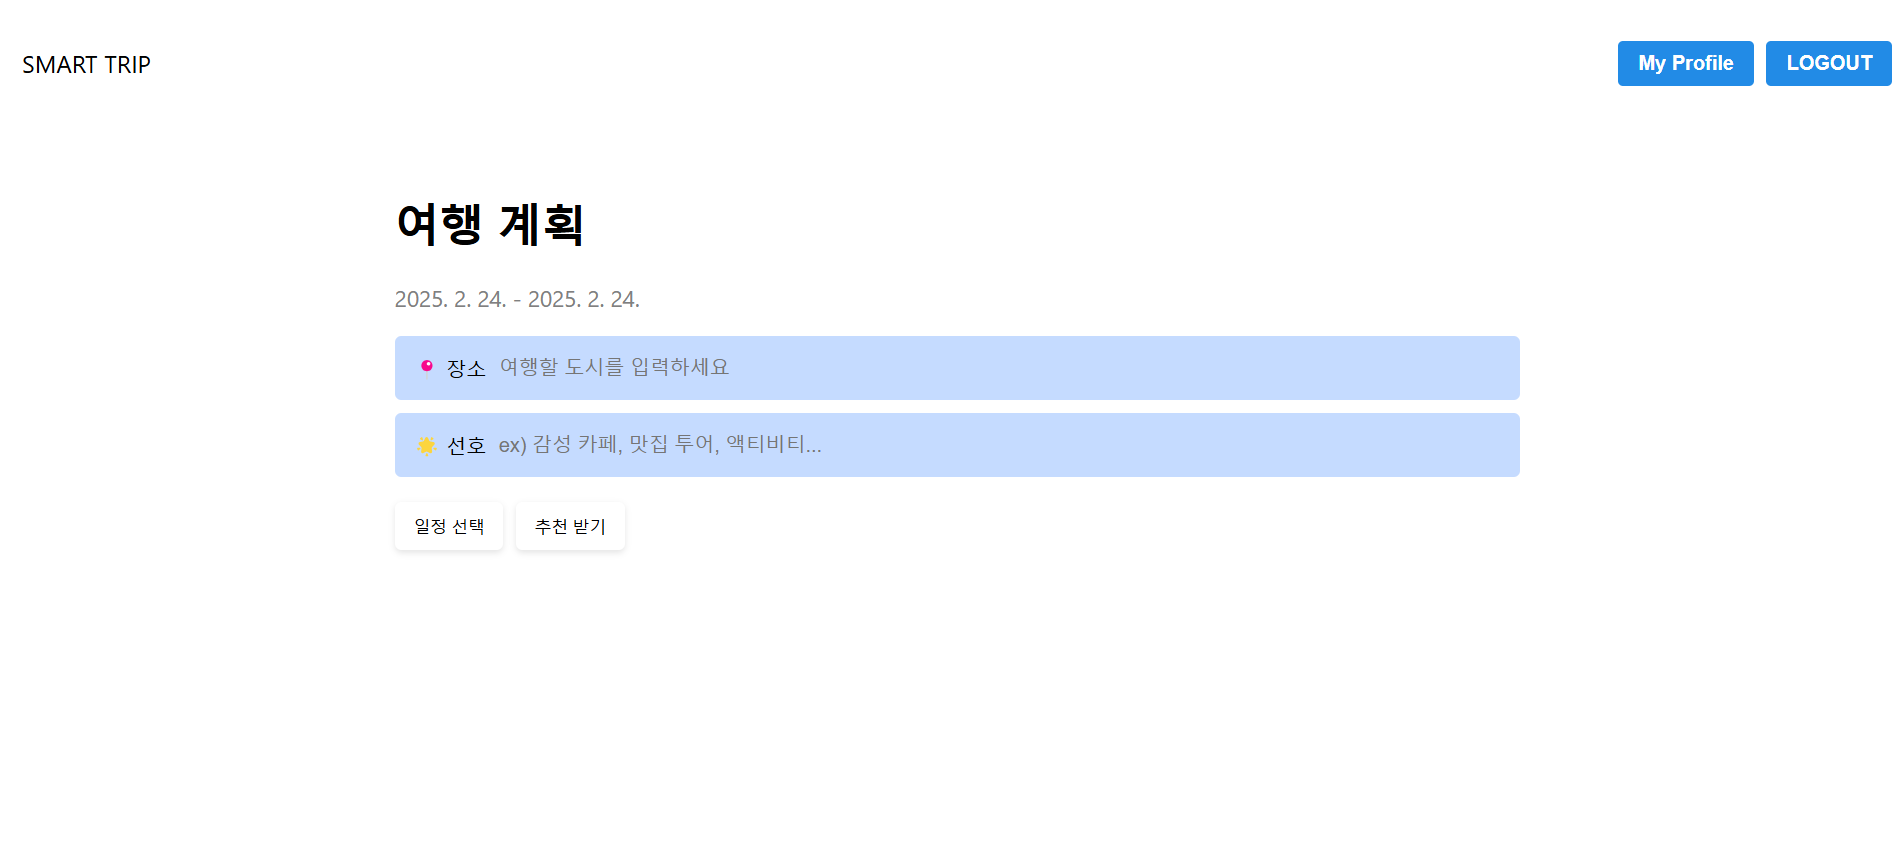 SMART TRIP
My Profile
LOGOUT
여행 계획
2025. 2. 24. - 2025. 2. 24.
장소 여행할 도시를 입력하세요
선호 ex) 감성 카페, 맛집 투어, 액티비티...
일정 선택
추천 받기